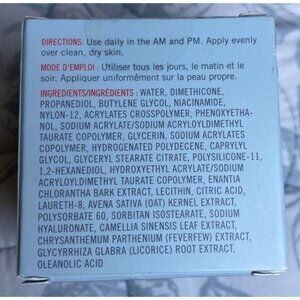 DIRECTIONS: Use daily in the AM and PM. Apply evenly
over clean, dry skin.
MODE D'EMPLOI : Utiliser tous les jours, le matin et le
soir. Appliquer uniformément sur la peau propre.
INGREDIENTS/INGRÉDIENTS: WATER, DIMETHICONE,
PROPANEDIOL, BUTYLENE GLYCOL, NIACINAMIDE,
NYLON-12, ACRYLATES CROSSPOLYMER, PHENOXYETHA-
NOL, SODIUM ACRYLATE/SODIUM ACRYLOYLDIMETHYL
TAURATE COPOLYMER, GLYCERIN, SODIUM ACRYLATES
COPOLYMER, HYDROGENATED POLYDECENE, CAPRYLYL
GLYCOL, GLYCERYL STEARATE CITRATE, POLYSILICONE-11,
1,2-HEXANEDIOL, HYDROXYETHYL ACRYLATE/SODIUM
ACRYLOYLDIMETHYL TAURATE COPOLYMER, ENANTIA
CHLORANTHA BARK EXTRACT, LECITHIN, CITRIC ACID,
LAURETH-8, AVENA SATIVA (OAT) KERNEL EXTRACT,
POLYSORBATE 60, SORBITAN ISOSTEARATE, SODIUM
HYALURONATE, CAMELLIA SINENSIS LEAF EXTRACT,
CHRYSANTHEMUM PARTHENIUM (FEVERFEW) EXTRACT,
GLYCYRRHIZA GLABRA (LICORICE) ROOT EXTRACT,
OLEANOLIC ACID